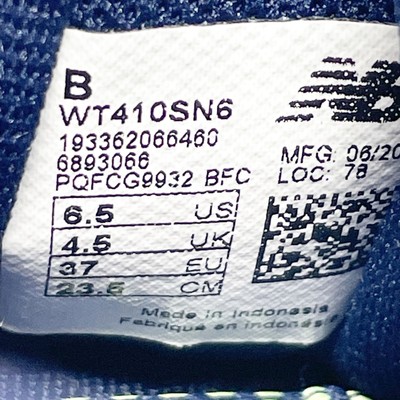 B
WT410SN6
193362066460
6893066
PQFCG9932 BFC
MFG: 06/20
LOC: 78
6.5 US
4.5 UK
37 EU
23.5 CM
Made in Indonesia
Fabriqué en Indonésie